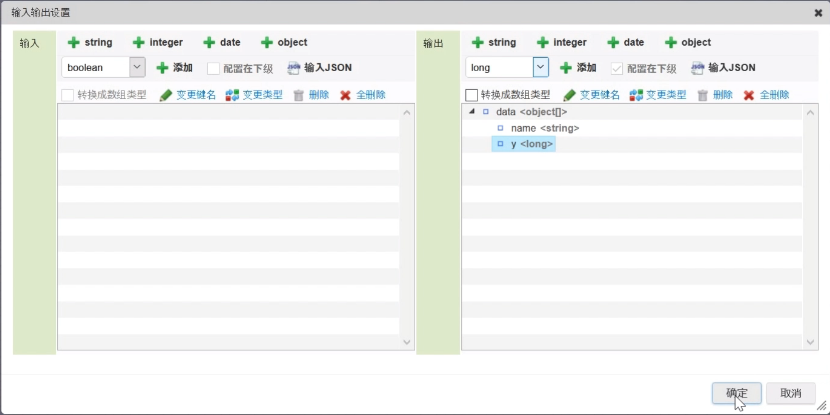 输入输出设置
输入
string integer date object
boolean 添加 配置在下级 输入JSON
转换成数组类型 变更键名 变更类型 删除 全删除
输出
string integer date object
long 添加 配置在下级 输入JSON
转换成数组类型 变更键名 变更类型 删除 全删除
data <object[]>
name <string>
y <long>
确定 取消